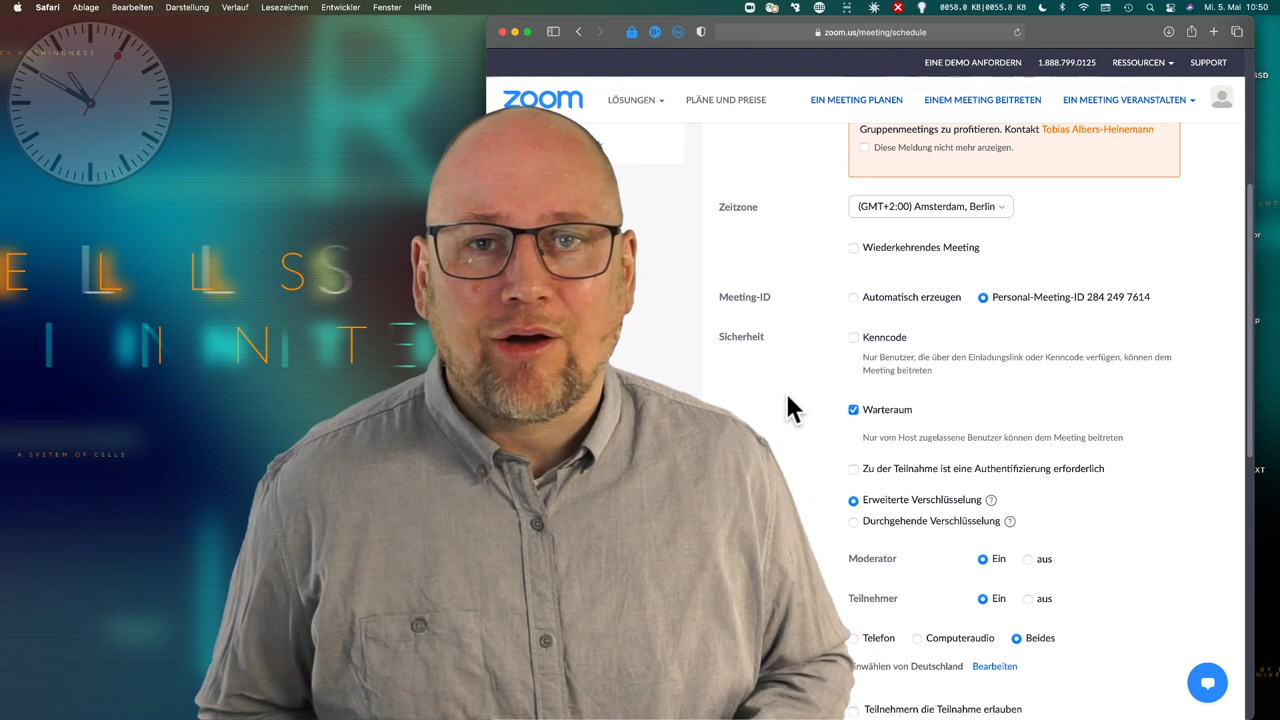 Safari Ablage Bearbeiten Darstellung Verlauf Lesezeichen Entwickler Fenster Hilfe
Mi. 5. Mai 10:50
zoom.us/meeting/schedule
EINE DEMO ANFORDERN 1.888.799.0125 RESSOURCEN SUPPORT
zoom LÖSUNGEN PLÄNE UND PREISE EIN MEETING PLANEN EINEM MEETING BEITRETEN EIN MEETING VERANSTALTEN
Gruppenmeetings zu profitieren. Kontakt Tobias Albers-Heinemann
Diese Meldung nicht mehr anzeigen.
Zeitzone (GMT+2:00) Amsterdam, Berlin
Wiederkehrendes Meeting
Meeting-ID Automatisch erzeugen Personal-Meeting-ID 284 249 7614
Sicherheit Kenncode
Nur Benutzer, die über den Einladungslink oder Kenncode verfügen, können dem
Meeting beitreten
Warteraum
Nur vom Host zugelassene Benutzer können dem Meeting beitreten
Zu der Teilnahme ist eine Authentifizierung erforderlich
Erweiterte Verschlüsselung
Durchgehende Verschlüsselung
Moderator Ein aus
Teilnehmer Ein aus
Telefon Computeraudio Beides
inwählen von Deutschland Bearbeiten
Teilnehmern die Teilnahme erlauben
E L L S
I N N T E
A SYSTEM OF CELLS